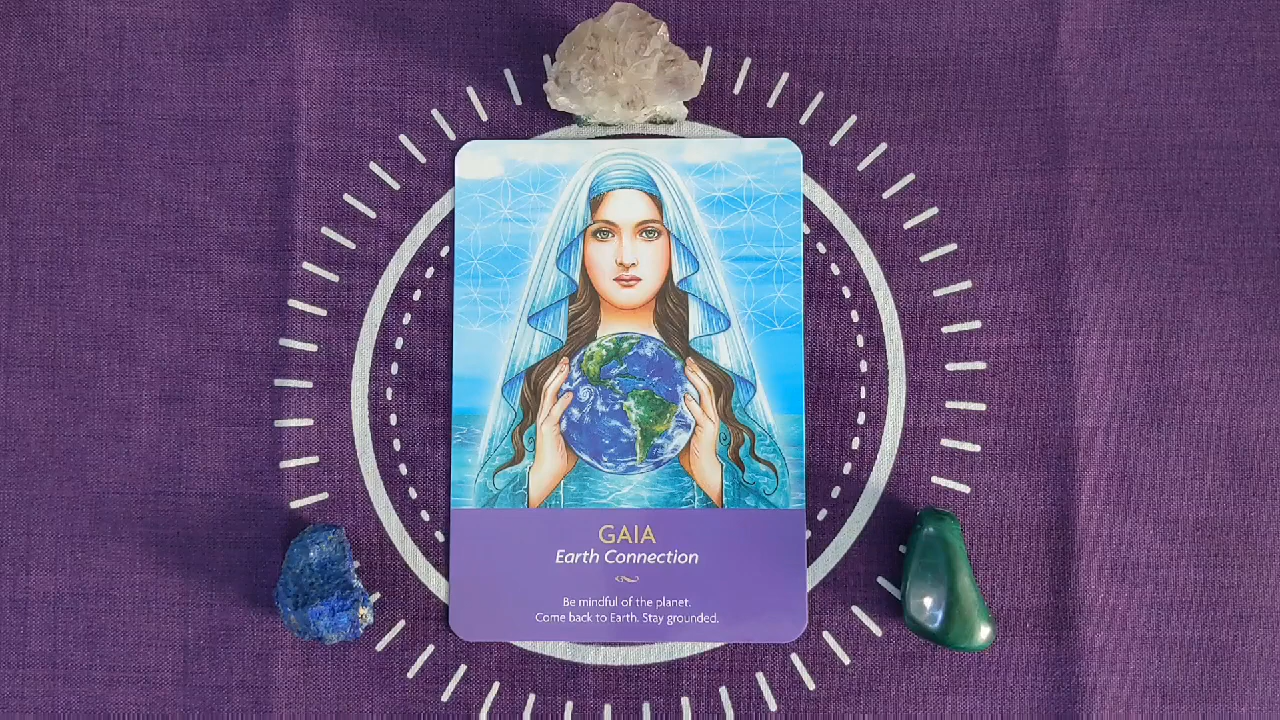 GAIA
Earth Connection
Be mindful of the planet.
Come back to Earth. Stay grounded.